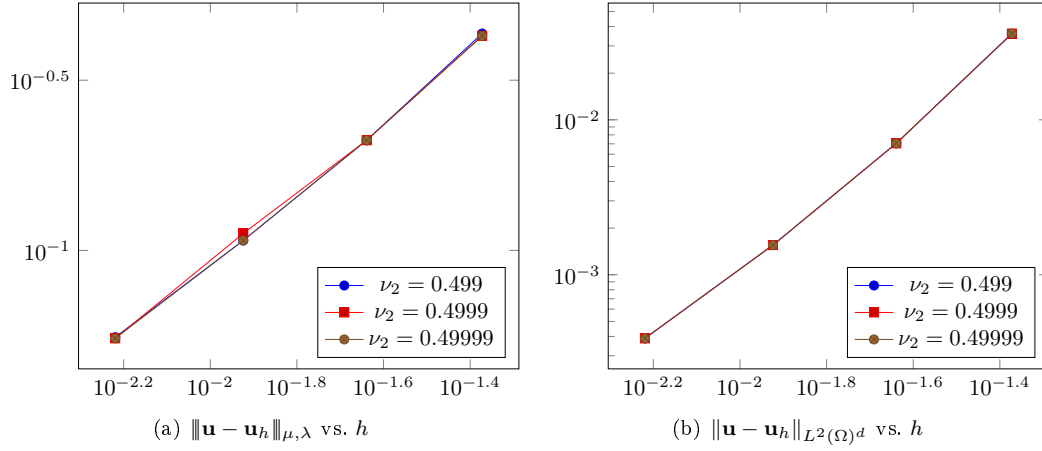 10^{-0.5}
10^{-1}
ν₂ = 0.499
ν₂ = 0.4999
ν₂ = 0.49999
10^{-2.2} 10^{-2} 10^{-1.8} 10^{-1.6} 10^{-1.4}
(a) |||u − u_h|||_{μ,λ} vs. h
10^{-2}
10^{-3}
ν₂ = 0.499
ν₂ = 0.4999
ν₂ = 0.49999
10^{-2.2} 10^{-2} 10^{-1.8} 10^{-1.6} 10^{-1.4}
(b) ‖u − u_h‖_{L²(Ω)^d} vs. h